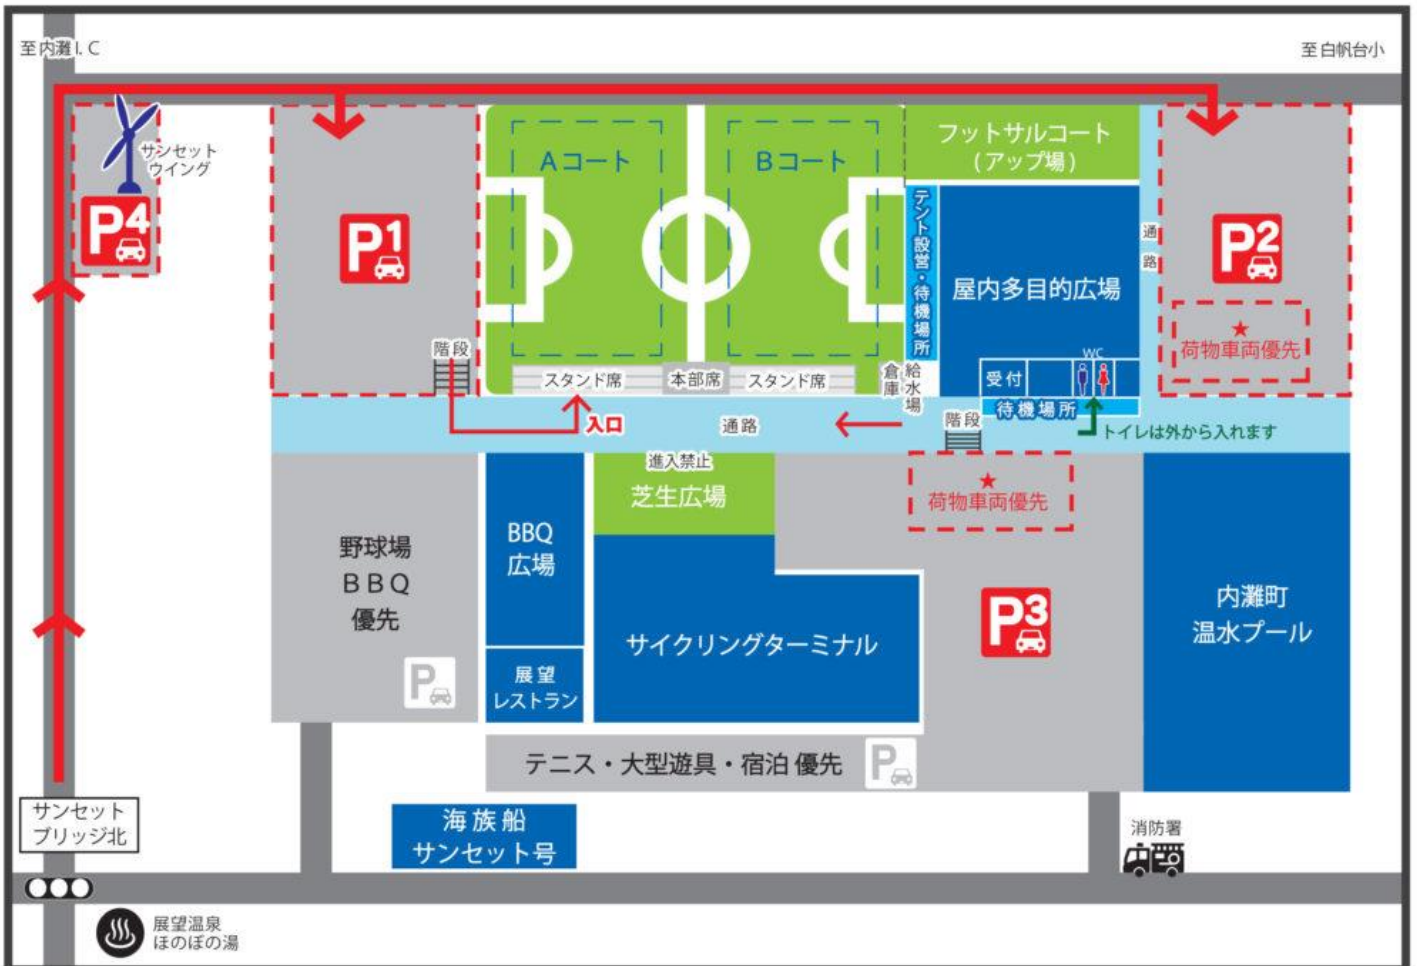 至内灘I.C
至白帆台小
サンセット
ウイング
P4
P1
Aコート
Bコート
フットサルコート
(アップ場)
テント設営・待機場所
屋内多目的広場
通路
P2
★
荷物車両優先
階段
スタンド席
本部席
スタンド席
倉庫
給水場
受付
WC
待機場所
入口
通路
階段
トイレは外から入れます
進入禁止
芝生広場
★
荷物車両優先
野球場
BBQ
優先
P
BBQ
広場
展望
レストラン
サイクリングターミナル
P3
内灘町
温水プール
テニス・大型遊具・宿泊 優先
P
サンセット
ブリッジ北
海族船
サンセット号
消防署
展望温泉
ほのぼの湯